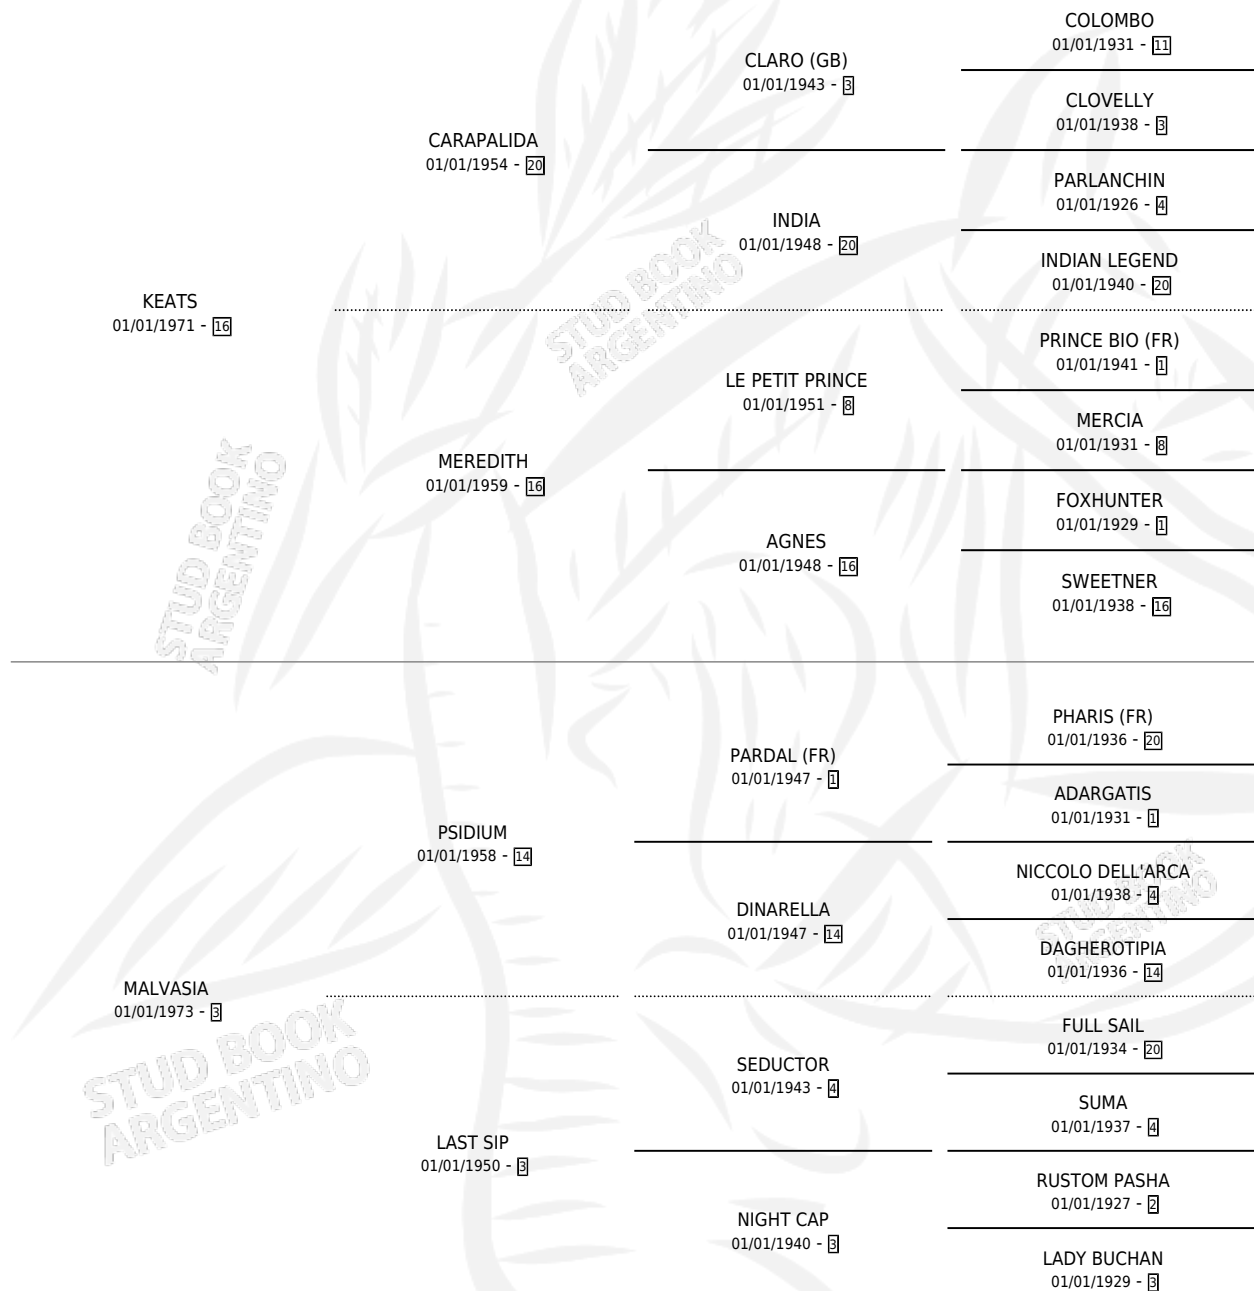 COLOMBO
01/01/1931 - 11
CLARO (GB)
01/01/1943 - 3
CLOVELLY
01/01/1938 - 3
CARAPALIDA
01/01/1954 - 20
PARLANCHIN
01/01/1926 - 4
INDIA
01/01/1948 - 20
INDIAN LEGEND
01/01/1940 - 20
KEATS
01/01/1971 - 16
PRINCE BIO (FR)
01/01/1941 - 1
LE PETIT PRINCE
01/01/1951 - 8
MERCIA
01/01/1931 - 8
MEREDITH
01/01/1959 - 16
FOXHUNTER
01/01/1929 - 1
AGNES
01/01/1948 - 16
SWEETNER
01/01/1938 - 16
STUD BOOK
ARGENTINO
STUD BOOK
ARGENTINO
PHARIS (FR)
01/01/1936 - 20
PARDAL (FR)
01/01/1947 - 1
ADARGATIS
01/01/1931 - 1
PSIDIUM
01/01/1958 - 14
NICCOLO DELL'ARCA
01/01/1938 - 4
DINARELLA
01/01/1947 - 14
DAGHEROTIPIA
01/01/1936 - 14
MALVASIA
01/01/1973 - 3
FULL SAIL
01/01/1934 - 20
SEDUCTOR
01/01/1943 - 4
SUMA
01/01/1937 - 4
LAST SIP
01/01/1950 - 3
RUSTOM PASHA
01/01/1927 - 2
NIGHT CAP
01/01/1940 - 3
LADY BUCHAN
01/01/1929 - 3
STUD BOOK
ARGENTINO
STUD BOOK
ARGENTINO